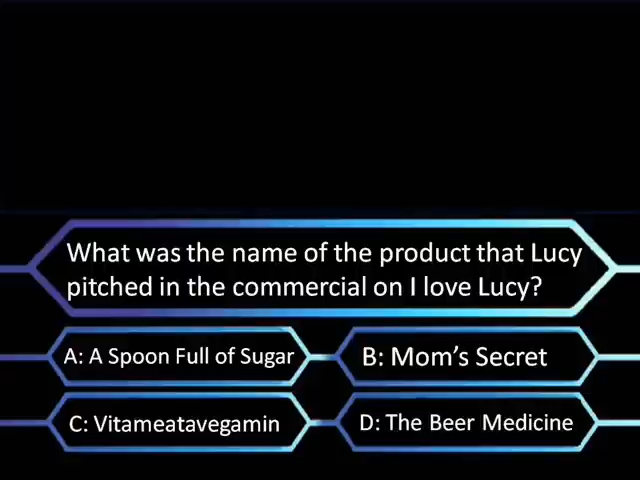 What was the name of the product that Lucy
pitched in the commercial on I love Lucy?
A: A Spoon Full of Sugar
B: Mom's Secret
C: Vitameatavegamin
D: The Beer Medicine